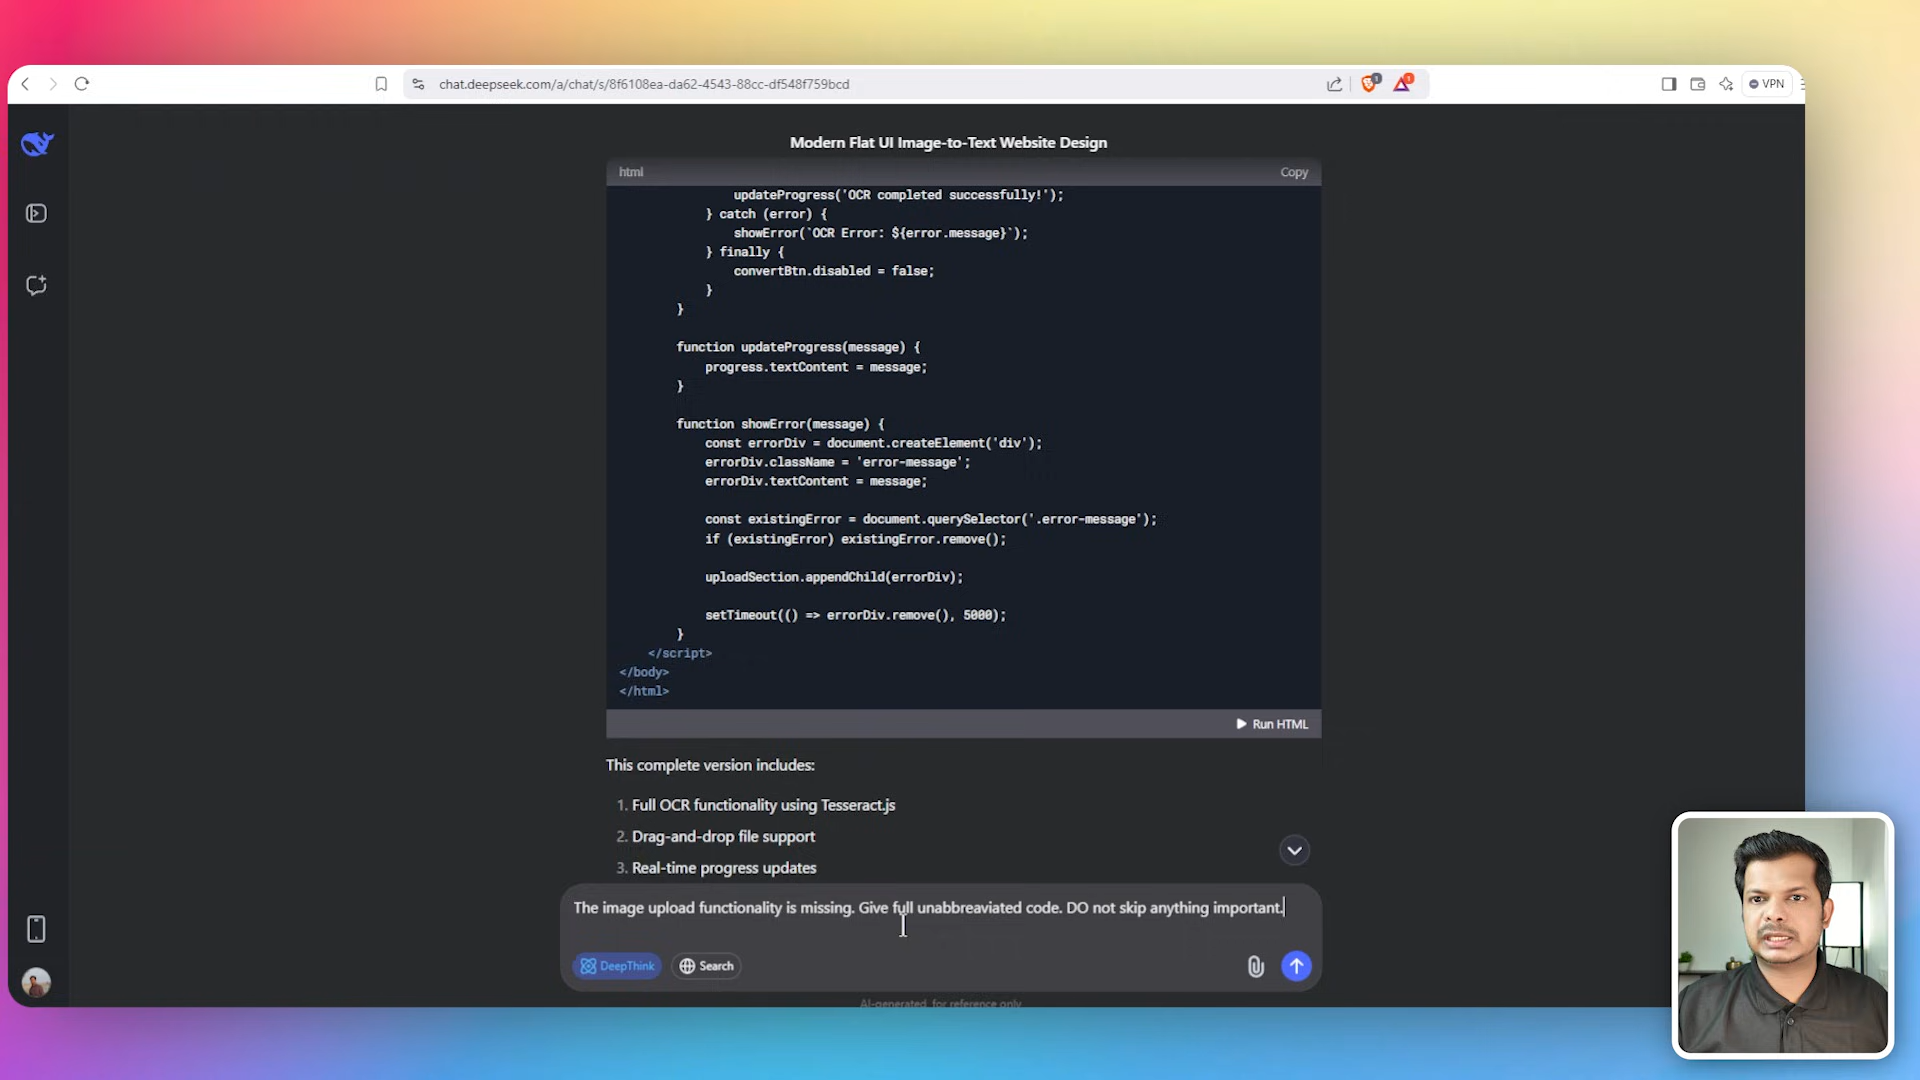 chat.deepseek.com/a/chat/s/8f6108ea-da62-4543-88cc-df548f759bcd
1
1
VPN
Modern Flat UI Image-to-Text Website Design
html
Copy
updateProgress('OCR completed successfully!');
} catch (error) {
showError(`OCR Error: ${error.message}`);
} finally {
convertBtn.disabled = false;
}
}
function updateProgress(message) {
progress.textContent = message;
}
function showError(message) {
const errorDiv = document.createElement('div');
errorDiv.className = 'error-message';
errorDiv.textContent = message;
const existingError = document.querySelector('.error-message');
if (existingError) existingError.remove();
uploadSection.appendChild(errorDiv);
setTimeout(() => errorDiv.remove(), 5000);
}
</script>
</body>
</html>
Run HTML
This complete version includes:
1. Full OCR functionality using Tesseract.js
2. Drag-and-drop file support
3. Real-time progress updates
The image upload functionality is missing. Give full unabbreaviated code. DO not skip anything important.
DeepThink
Search
AI-generated, for reference only